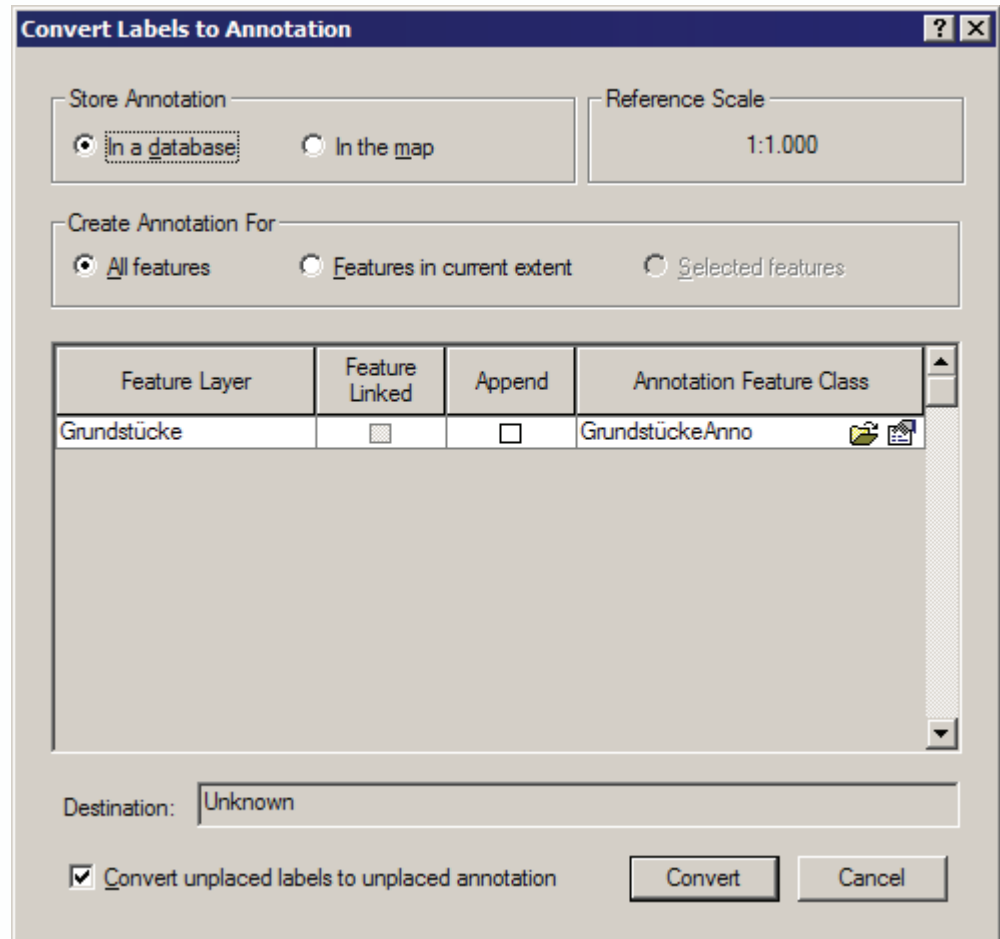 Convert Labels to Annotation
Store Annotation
In a database
In the map
Reference Scale
1:1.000
Create Annotation For
All features
Features in current extent
Selected features
Feature Layer
Feature
Linked
Append
Annotation Feature Class
Grundstücke
GrundstückeAnno
Destination:
Unknown
Convert unplaced labels to unplaced annotation
Convert
Cancel